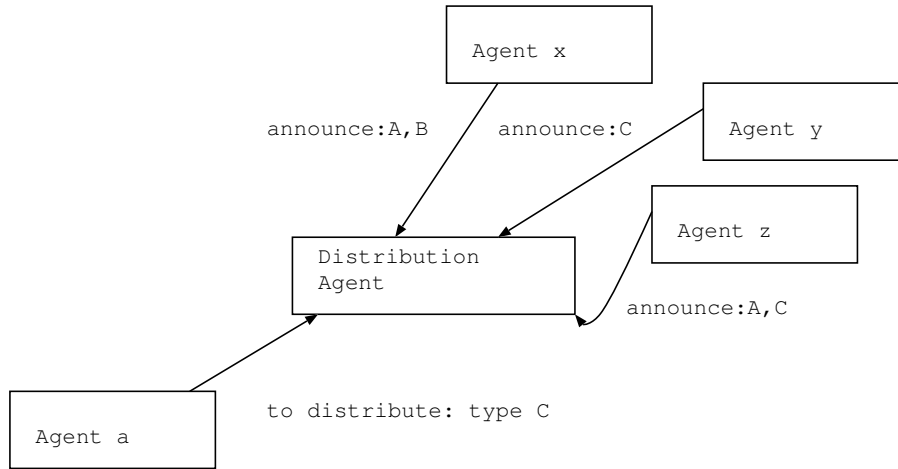 Agent x
announce:A,B
announce:C
Agent y
Agent z
Distribution
Agent
announce:A,C
to distribute: type C
Agent a